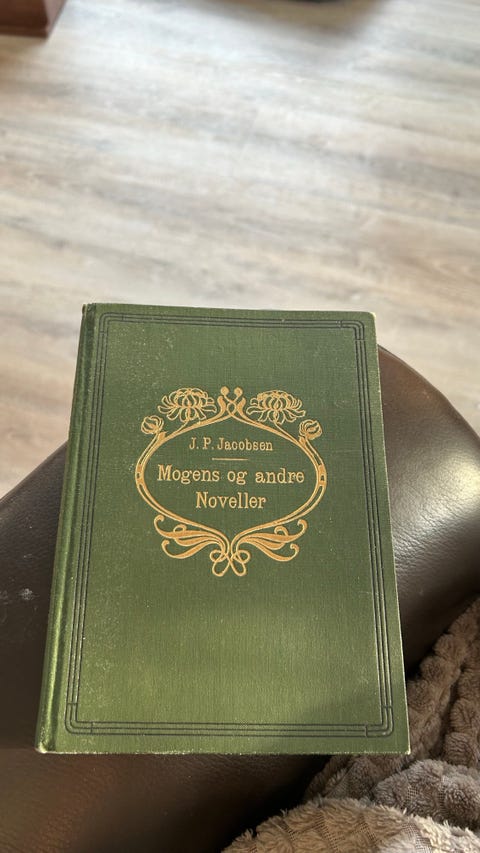 J. P. Jacobsen
Mogens og andre
Noveller